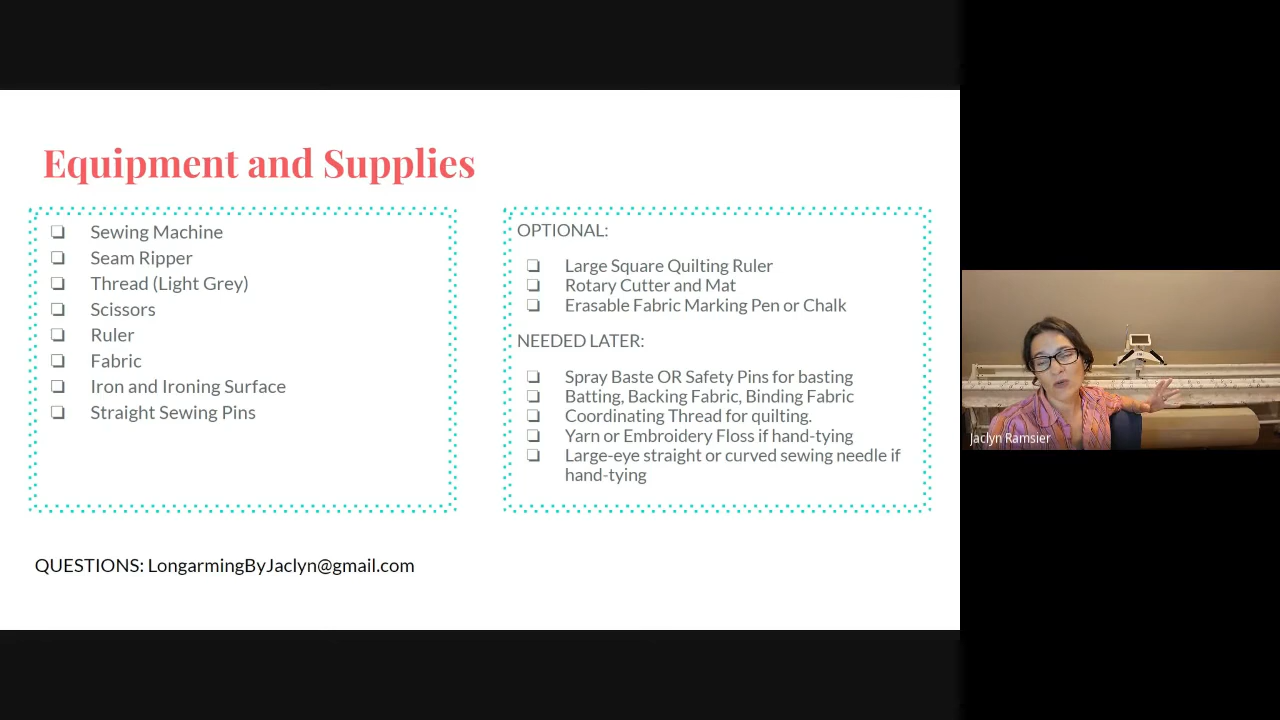 Equipment and Supplies
Sewing Machine
Seam Ripper
Thread (Light Grey)
Scissors
Ruler
Fabric
Iron and Ironing Surface
Straight Sewing Pins
OPTIONAL:
Large Square Quilting Ruler
Rotary Cutter and Mat
Erasable Fabric Marking Pen or Chalk
NEEDED LATER:
Spray Baste OR Safety Pins for basting
Batting, Backing Fabric, Binding Fabric
Coordinating Thread for quilting.
Yarn or Embroidery Floss if hand-tying
Large-eye straight or curved sewing needle if
hand-tying
QUESTIONS: LongarmingByJaclyn@gmail.com
Jaclyn Ramsier